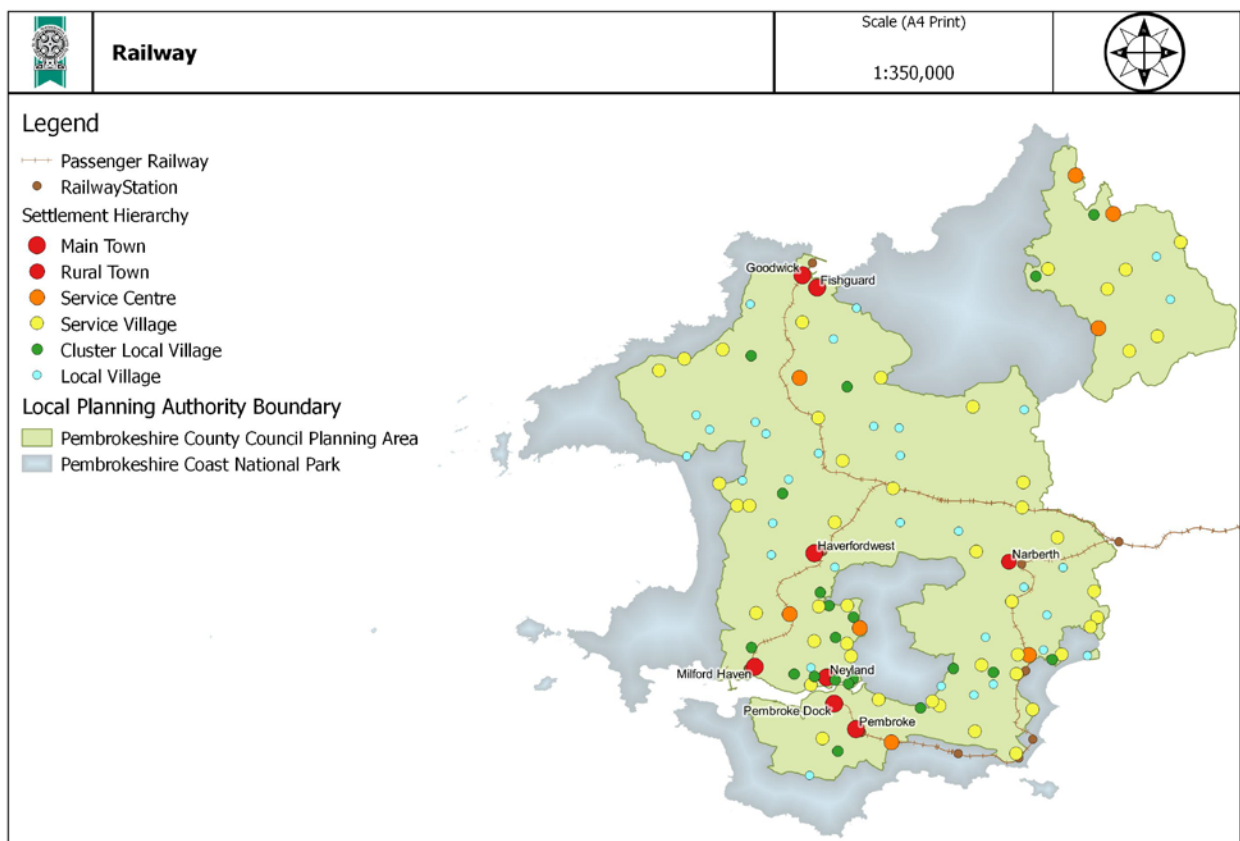 Railway
Scale (A4 Print)
1:350,000
Legend
Passenger Railway
RailwayStation
Settlement Hierarchy
Main Town
Rural Town
Service Centre
Service Village
Cluster Local Village
Local Village
Local Planning Authority Boundary
Pembrokeshire County Council Planning Area
Pembrokeshire Coast National Park
Goodwick
Fishguard
Haverfordwest
Narberth
Milford Haven
Neyland
Pembroke Dock
Pembroke